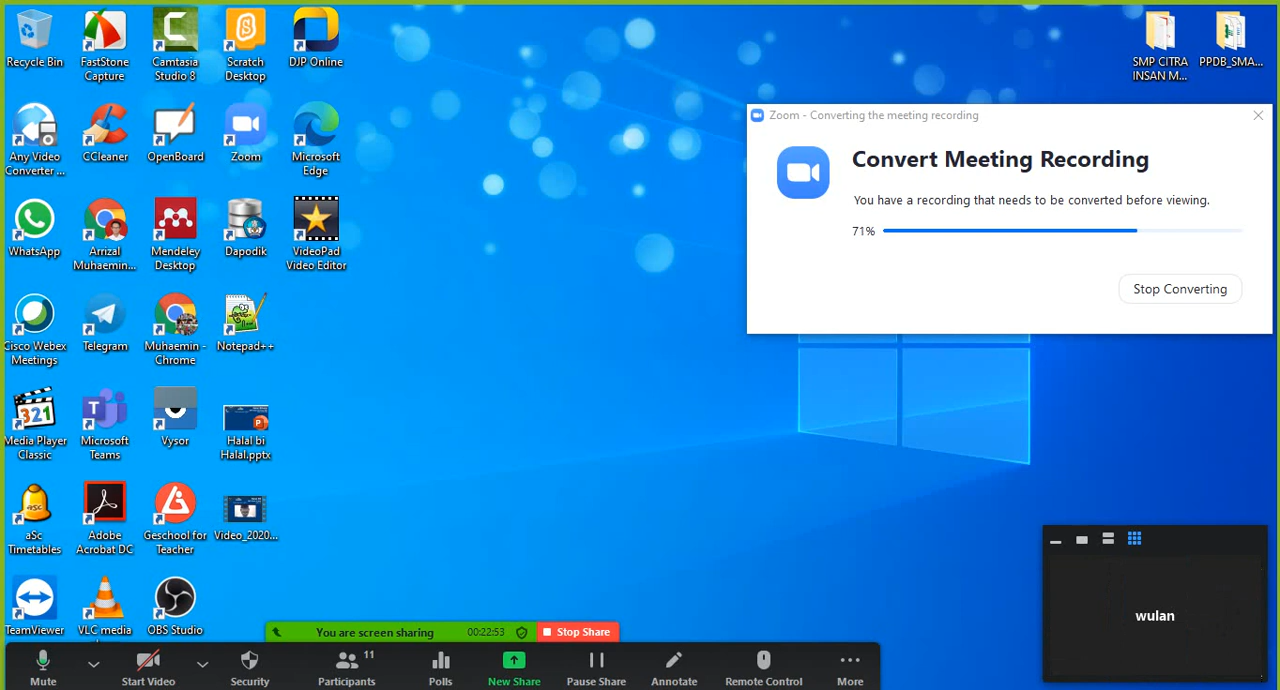 Recycle Bin
FastStone
Capture
Camtasia
Studio 8
Scratch
Desktop
DJP Online
SMP CITRA
INSAN M...
PPDB_SMA...
Any Video
Converter ...
CCleaner
OpenBoard
Zoom
Microsoft
Edge
Zoom - Converting the meeting recording
Convert Meeting Recording
You have a recording that needs to be converted before viewing.
71%
Stop Converting
WhatsApp
Arrizal
Muhaemin...
Mendeley
Desktop
Dapodik
VideoPad
Video Editor
Cisco Webex
Meetings
Telegram
Muhaemin -
Chrome
Notepad++
321
Media Player
Classic
Microsoft
Teams
Vysor
Halal bi
Halal.pptx
asc
aSc
Timetables
Adobe
Acrobat DC
Geschool for
Teacher
Video_2020...
TeamViewer
VLC media
OBS Studio
wulan
You are screen sharing
00:22:53
Stop Share
Mute
Start Video
Security
Participants
11
Polls
New Share
Pause Share
Annotate
Remote Control
More